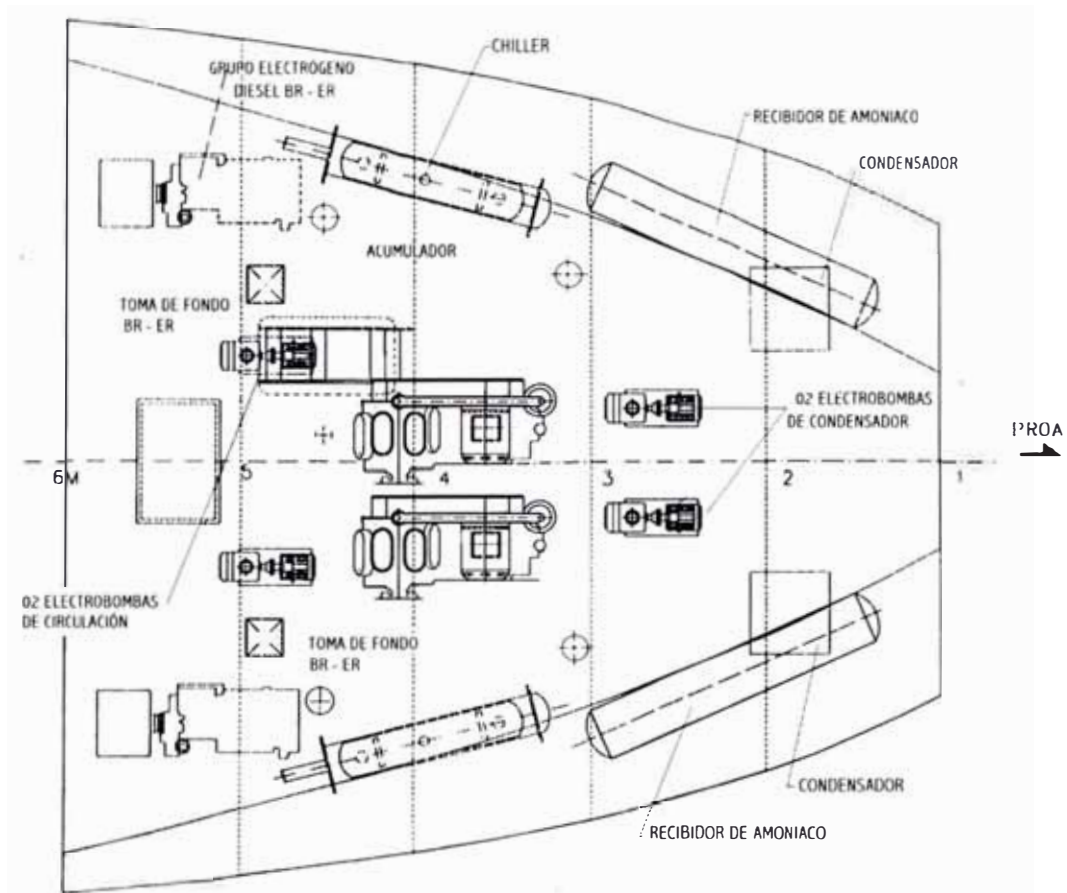 CHILLER
GRUPO ELECTRÓGENO
DIESEL BR - ER
RECIBIDOR DE AMONIACO
CONDENSADOR
ACUMULADOR
TOMA DE FONDO
BR - ER
02 ELECTROBOMBAS
DE CONDENSADOR
PROA
6M
5
4
3
2
1
02 ELECTROBOMBAS
DE CIRCULACIÓN
TOMA DE FONDO
BR - ER
CONDENSADOR
RECIBIDOR DE AMONIACO